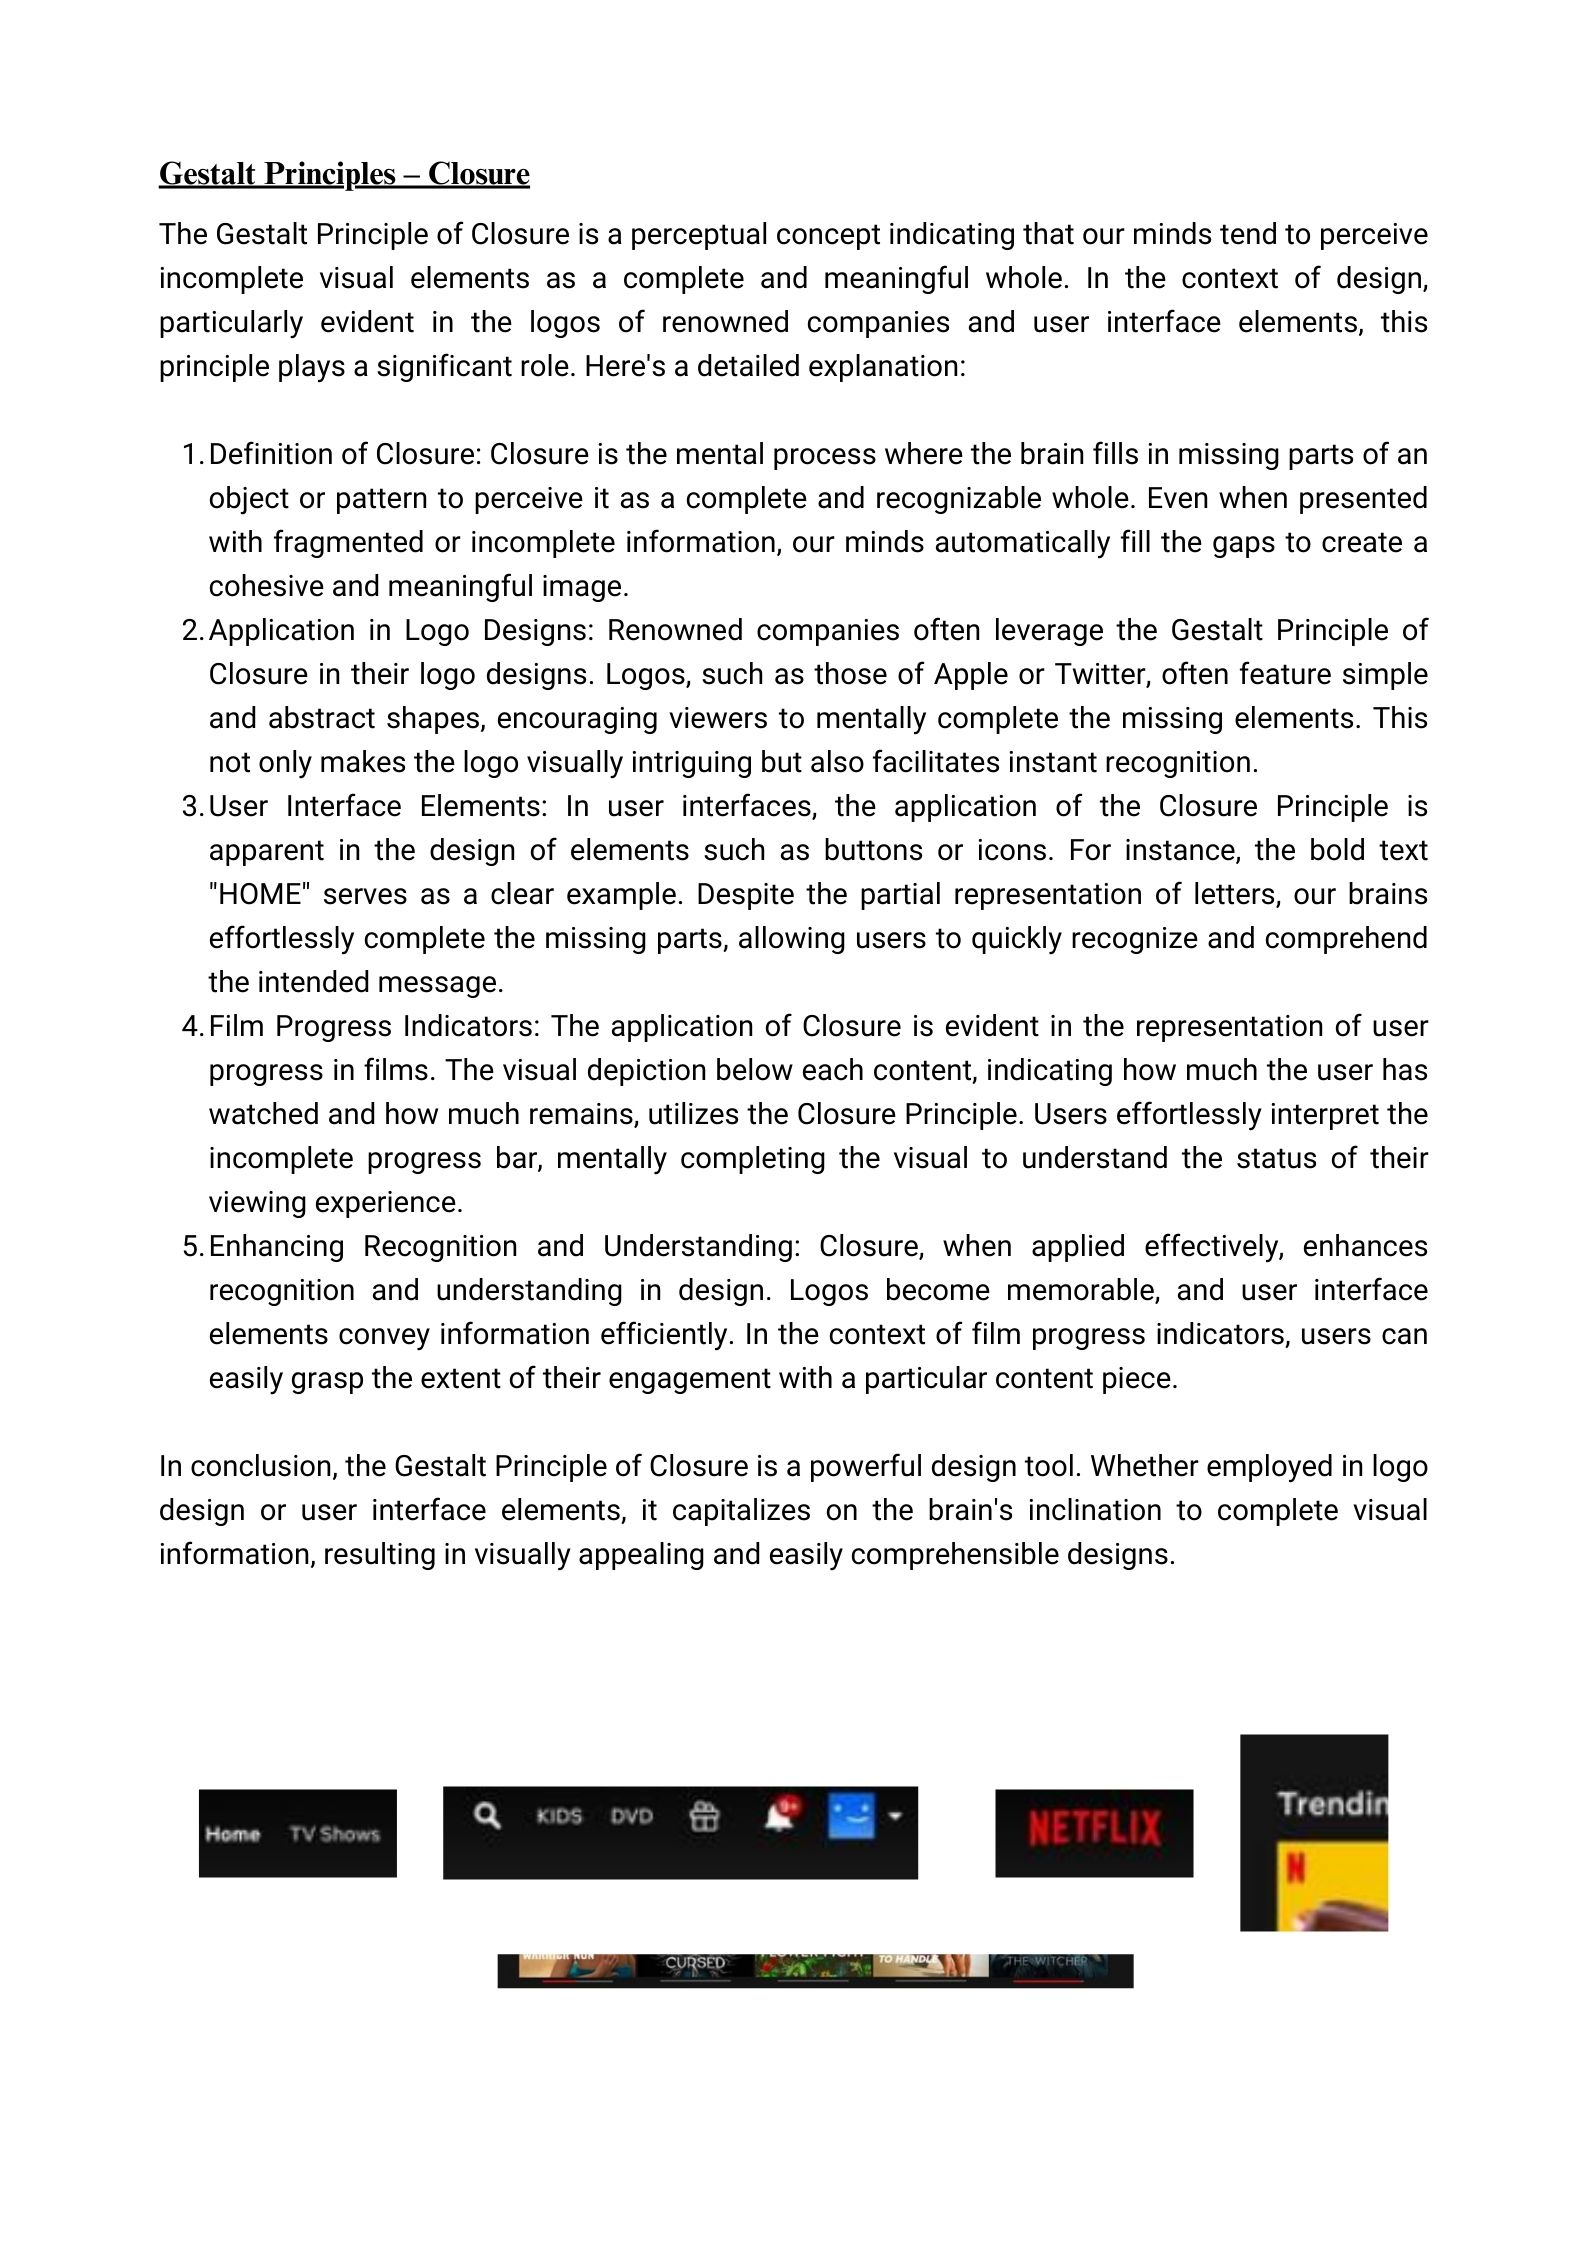 Gestalt Principles – Closure
The Gestalt Principle of Closure is a perceptual concept indicating that our minds tend to perceive
incomplete visual elements as a complete and meaningful whole. In the context of design,
particularly evident in the logos of renowned companies and user interface elements, this
principle plays a significant role. Here's a detailed explanation:
1. Definition of Closure: Closure is the mental process where the brain fills in missing parts of an
object or pattern to perceive it as a complete and recognizable whole. Even when presented
with fragmented or incomplete information, our minds automatically fill the gaps to create a
cohesive and meaningful image.
2. Application in Logo Designs: Renowned companies often leverage the Gestalt Principle of
Closure in their logo designs. Logos, such as those of Apple or Twitter, often feature simple
and abstract shapes, encouraging viewers to mentally complete the missing elements. This
not only makes the logo visually intriguing but also facilitates instant recognition.
3. User Interface Elements: In user interfaces, the application of the Closure Principle is
apparent in the design of elements such as buttons or icons. For instance, the bold text
"HOME" serves as a clear example. Despite the partial representation of letters, our brains
effortlessly complete the missing parts, allowing users to quickly recognize and comprehend
the intended message.
4. Film Progress Indicators: The application of Closure is evident in the representation of user
progress in films. The visual depiction below each content, indicating how much the user has
watched and how much remains, utilizes the Closure Principle. Users effortlessly interpret the
incomplete progress bar, mentally completing the visual to understand the status of their
viewing experience.
5. Enhancing Recognition and Understanding: Closure, when applied effectively, enhances
recognition and understanding in design. Logos become memorable, and user interface
elements convey information efficiently. In the context of film progress indicators, users can
easily grasp the extent of their engagement with a particular content piece.
In conclusion, the Gestalt Principle of Closure is a powerful design tool. Whether employed in logo
design or user interface elements, it capitalizes on the brain's inclination to complete visual
information, resulting in visually appealing and easily comprehensible designs.
Home TV Shows
KIDS DVD 9+
NETFLIX
Trendin
N
CURSED TO HANDLE THE WITCHER